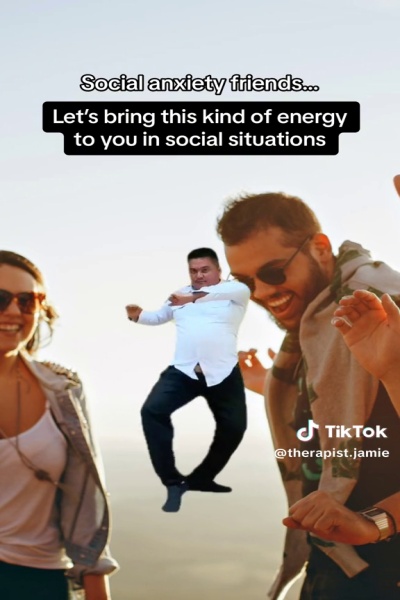 Social anxiety friends...
Let’s bring this kind of energy
to you in social situations
TikTok
@therapist.jamie